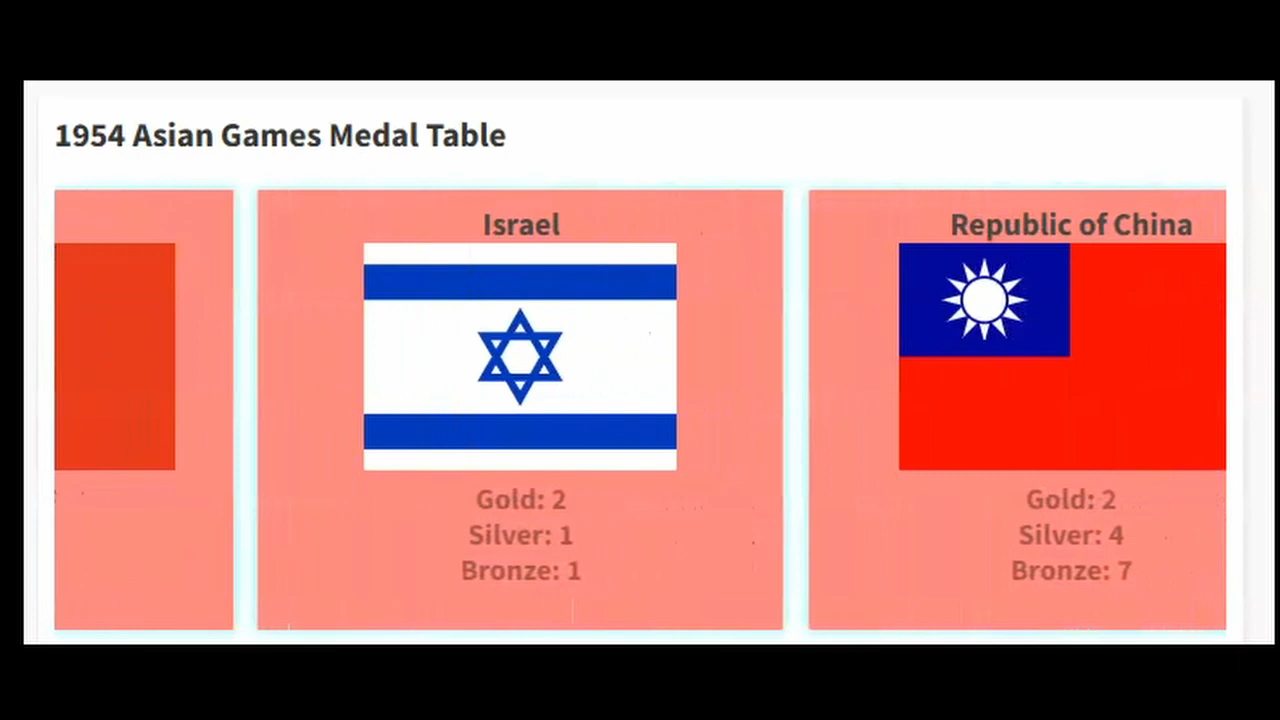 1954 Asian Games Medal Table
Israel
Gold: 2
Silver: 1
Bronze: 1
Republic of China
Gold: 2
Silver: 4
Bronze: 7